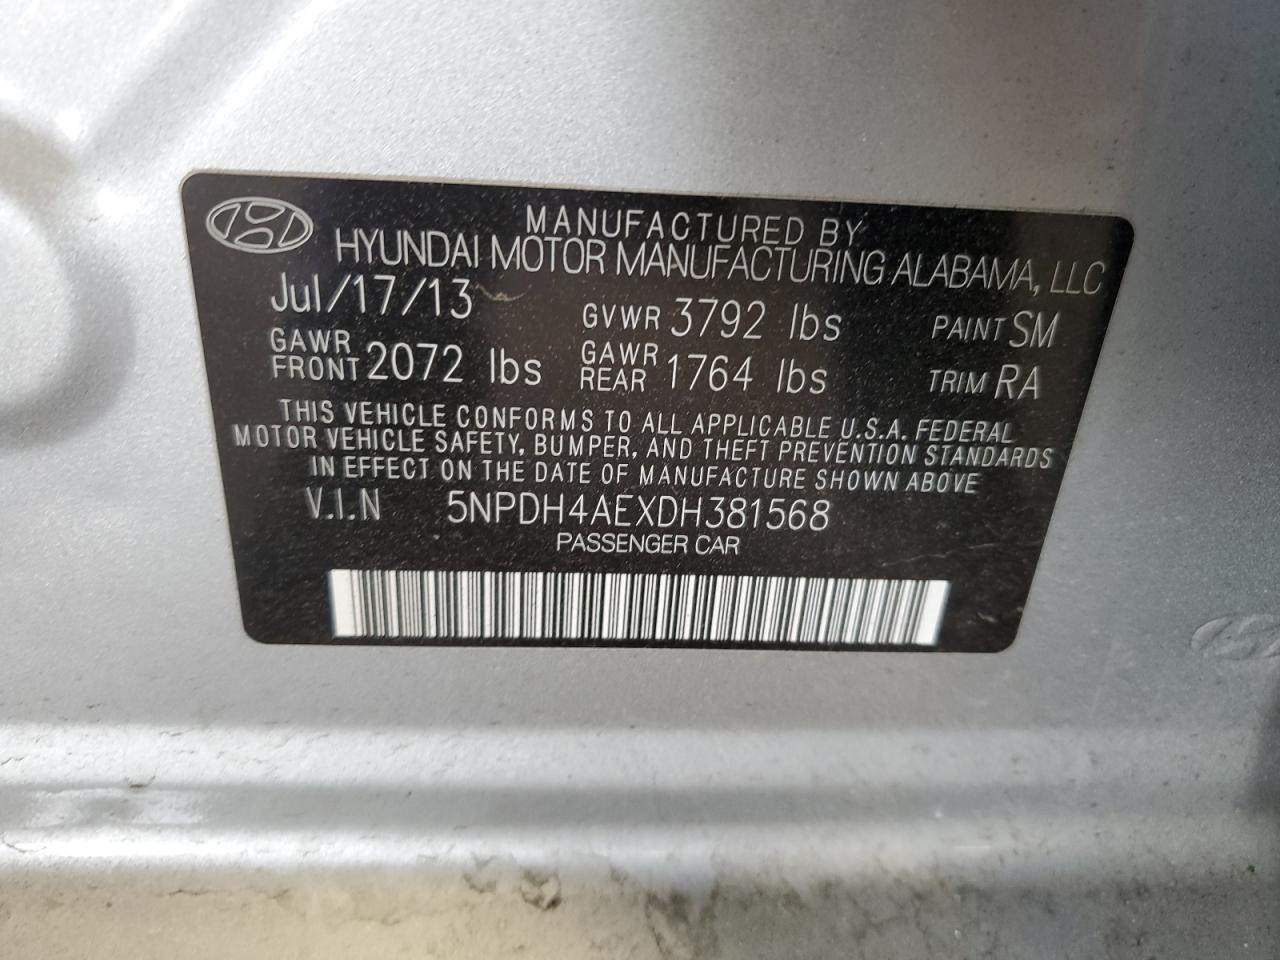 MANUFACTURED BY
HYUNDAI MOTOR MANUFACTURING ALABAMA, LLC
Jul/17/13 GVWR 3792 lbs PAINT SM
GAWR FRONT 2072 lbs GAWR REAR 1764 lbs TRIM RA
THIS VEHICLE CONFORMS TO ALL APPLICABLE U.S.A. FEDERAL
MOTOR VEHICLE SAFETY, BUMPER, AND THEFT PREVENTION STANDARDS
IN EFFECT ON THE DATE OF MANUFACTURE SHOWN ABOVE
V.I.N 5NPDH4AEXDH381568
PASSENGER CAR